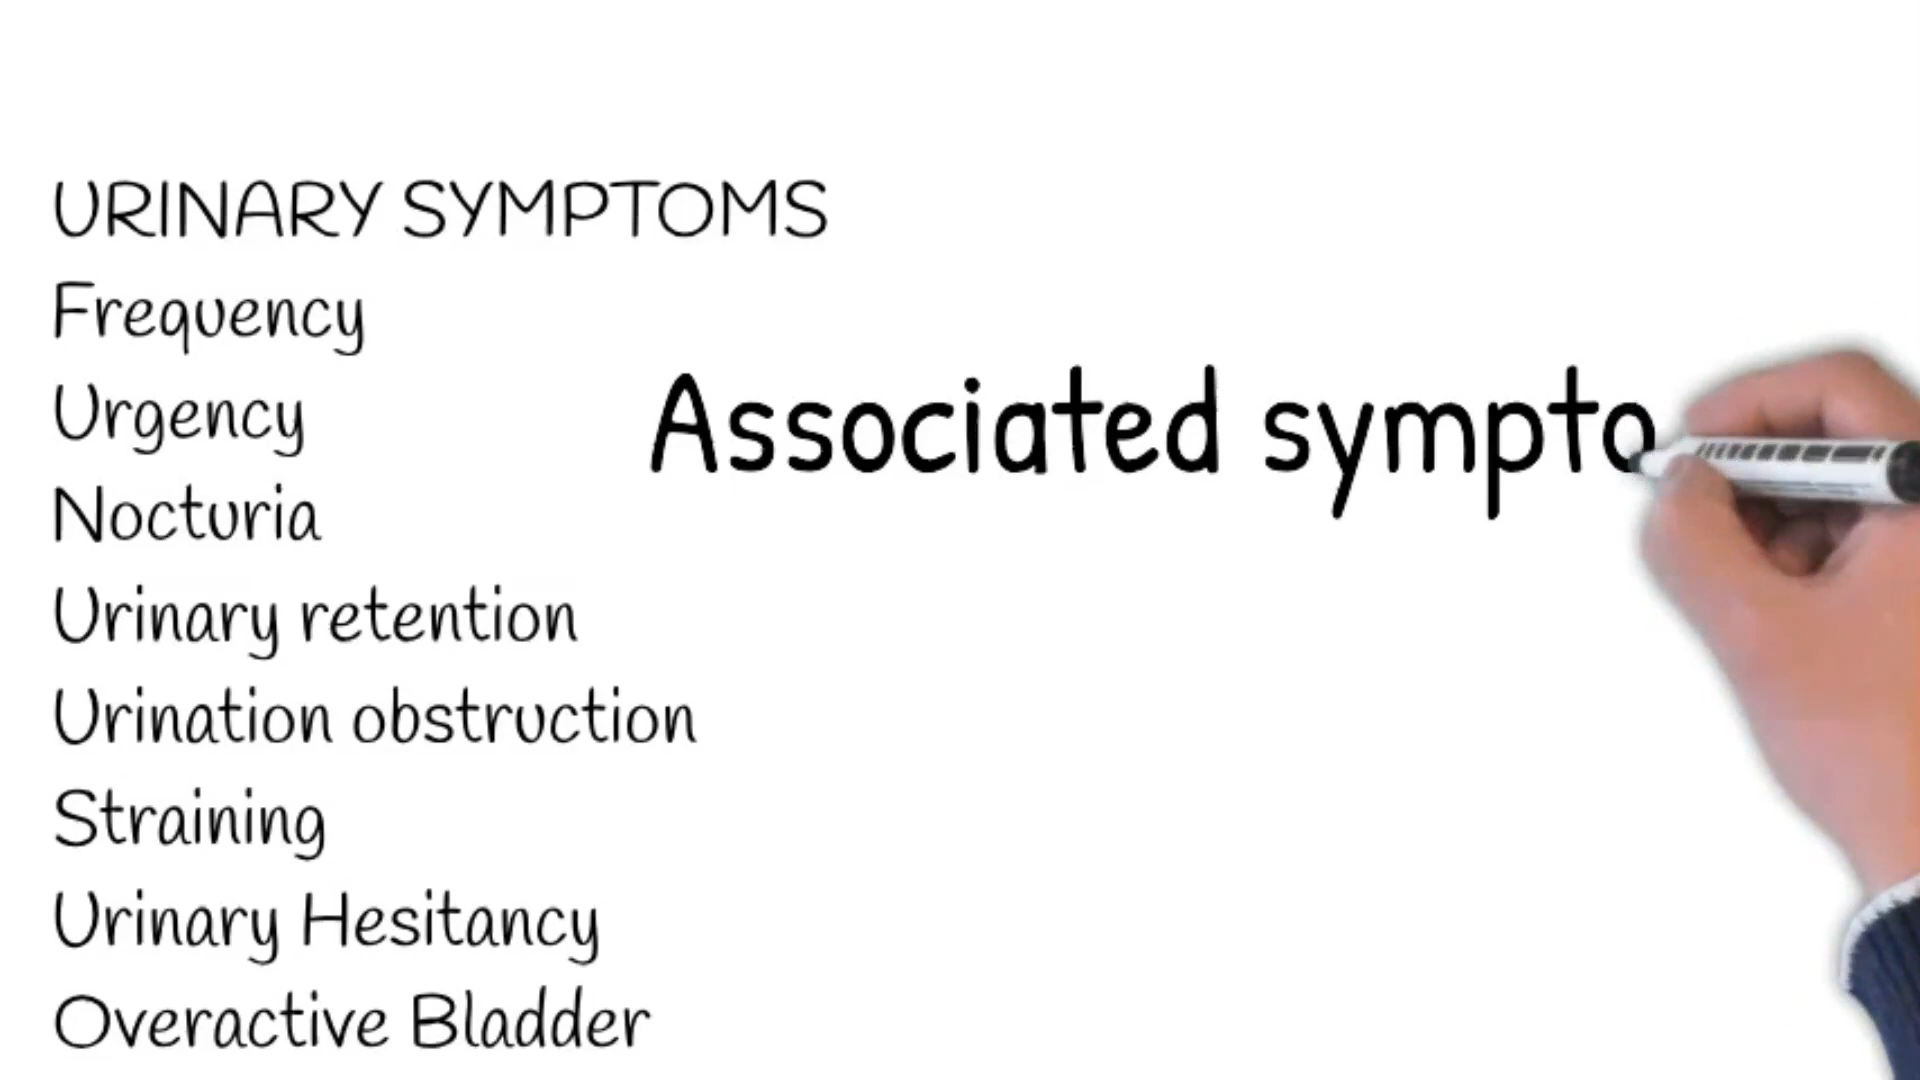 URINARY SYMPTOMS
Frequency
Urgency
Nocturia
Urinary retention
Urination obstruction
Straining
Urinary Hesitancy
Overactive Bladder
Associated sympto